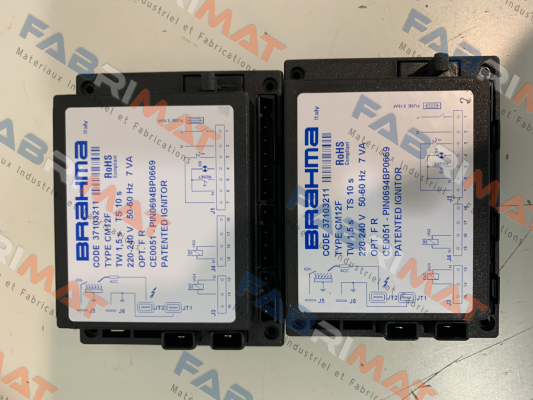 BRAHMA
Italy
CODE 37103211
TYPE CM12F
RoHS
Compliant
TW 1,5 s TS 10 s
220-240 V 50-60 Hz 7 VA
OPT. F R
CE0051 - PIN0694BP0669
PATENTED IGNITOR
J5
J6
JT2
JT1
BRAHMA
Italy
CODE 37103211
TYPE CM12F
RoHS
Compliant
TW 1,5 s TS 10 s
220-240 V 50-60 Hz 7 VA
OPT. F R
CE0051 - PIN0694BP0669
PATENTED IGNITOR
J5
J6
JT2
JT1
2
FABRIMAT
Materiaux Industriel et Fabrications